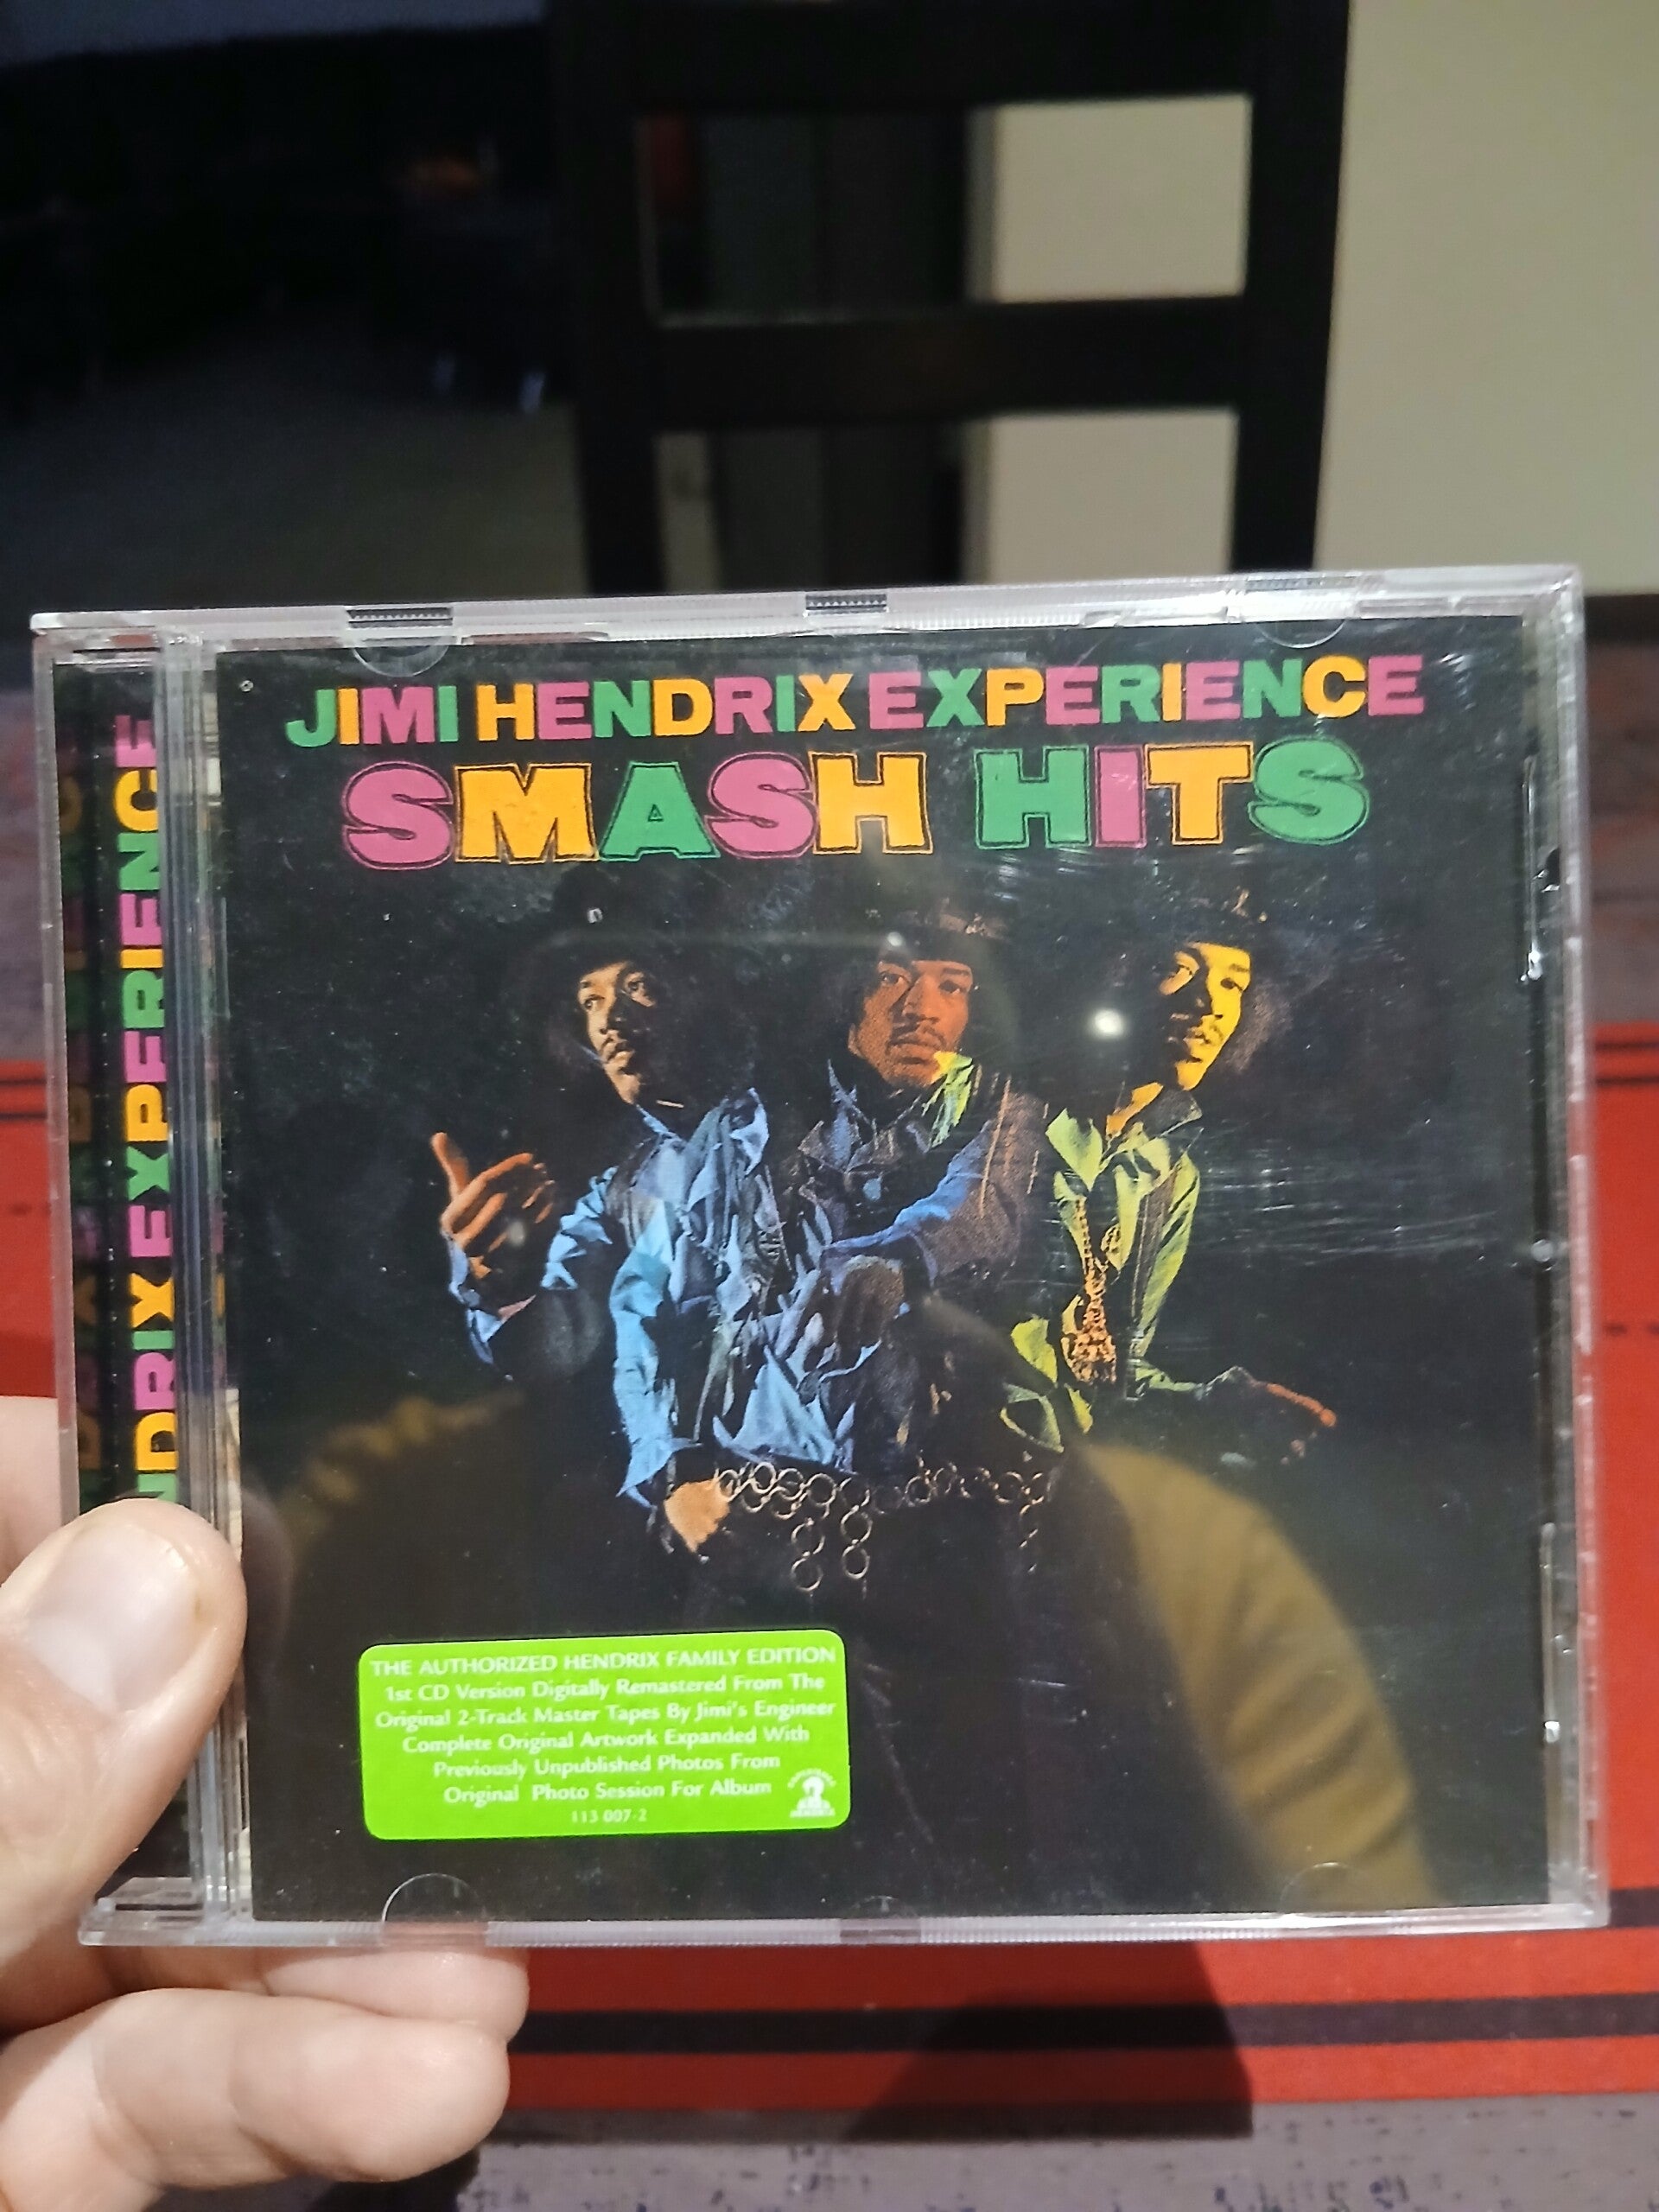 JIMI HENDRIX EXPERIENCE
SMASH HITS
NDRIX EXPERIENCE
THE AUTHORIZED HENDRIX FAMILY EDITION
1st CD Version Digitally Remastered From The
Original 2-Track Master Tapes By Jimi's Engineer
Complete Original Artwork Expanded With
Previously Unpublished Photos From
Original Photo Session For Album
113 007-2